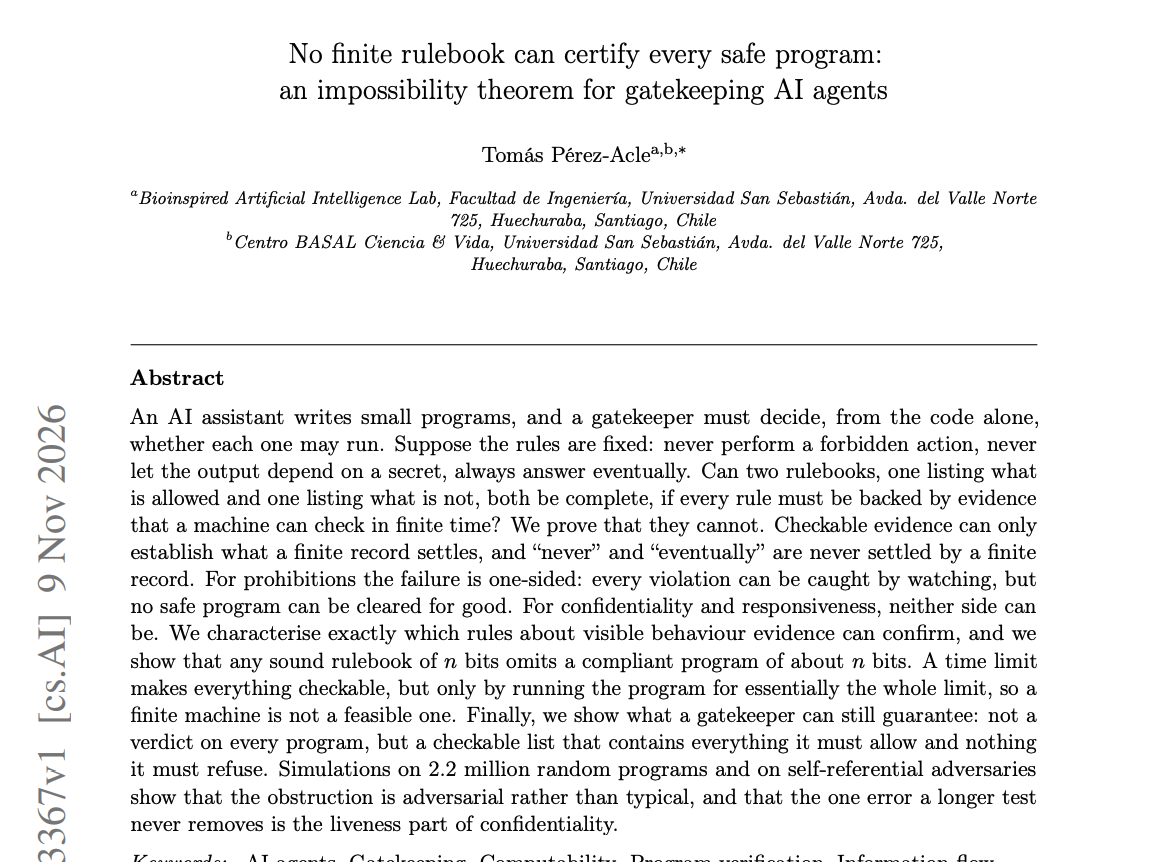 No finite rulebook can certify every safe program:
an impossibility theorem for gatekeeping AI agents
Tomás Pérez-Acleᵃ,ᵇ,*
ᵃBioinspired Artificial Intelligence Lab, Facultad de Ingeniería, Universidad San Sebastián, Avda. del Valle Norte
725, Huechuraba, Santiago, Chile
ᵇCentro BASAL Ciencia & Vida, Universidad San Sebastián, Avda. del Valle Norte 725,
Huechuraba, Santiago, Chile
Abstract
An AI assistant writes small programs, and a gatekeeper must decide, from the code alone,
whether each one may run. Suppose the rules are fixed: never perform a forbidden action, never
let the output depend on a secret, always answer eventually. Can two rulebooks, one listing what
is allowed and one listing what is not, both be complete, if every rule must be backed by evidence
that a machine can check in finite time? We prove that they cannot. Checkable evidence can only
establish what a finite record settles, and “never” and “eventually” are never settled by a finite
record. For prohibitions the failure is one-sided: every violation can be caught by watching, but
no safe program can be cleared for good. For confidentiality and responsiveness, neither side can
be. We characterise exactly which rules about visible behaviour evidence can confirm, and we
show that any sound rulebook of n bits omits a compliant program of about n bits. A time limit
makes everything checkable, but only by running the program for essentially the whole limit, so a
finite machine is not a feasible one. Finally, we show what a gatekeeper can still guarantee: not a
verdict on every program, but a checkable list that contains everything it must allow and nothing
it must refuse. Simulations on 2.2 million random programs and on self-referential adversaries
show that the obstruction is adversarial rather than typical, and that the one error a longer test
never removes is the liveness part of confidentiality.
Keywords: AI agents, Gatekeeping, Computability, Program verification, Information flow
3367v1 [cs.AI] 9 Nov 2026